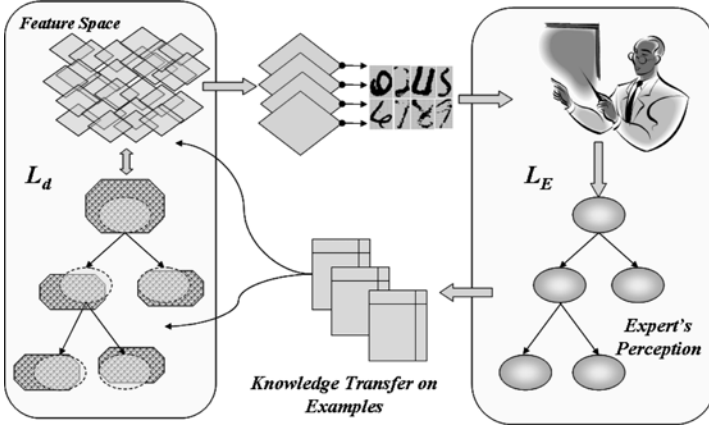 Feature Space
L_d
L_E
Expert's
Perception
Knowledge Transfer on
Examples